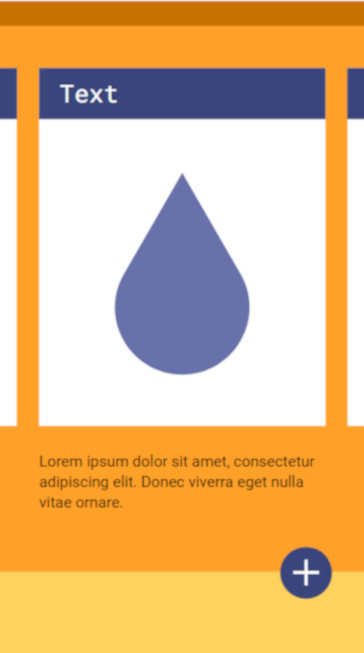 Text
Lorem ipsum dolor sit amet, consectetur
adipiscing elit. Donec viverra eget nulla
vitae ornare.